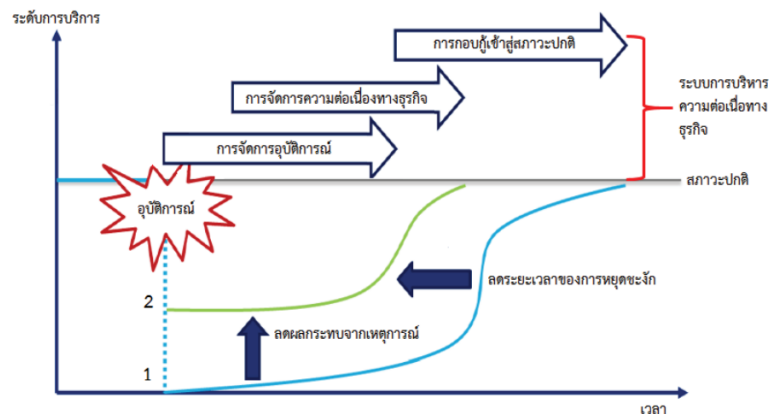 ระดับการบริการ
การกอบกู้เข้าสู่สภาวะปกติ
การจัดการความต่อเนื่องทางธุรกิจ
ระบบการบริหาร
ความต่อเนื่อทาง
ธุรกิจ
การจัดการอุบัติการณ์
สภาวะปกติ
อุบัติการณ์
ลดระยะเวลาของการหยุดชะงัก
2
ลดผลกระทบจากเหตุการณ์
1
เวลา